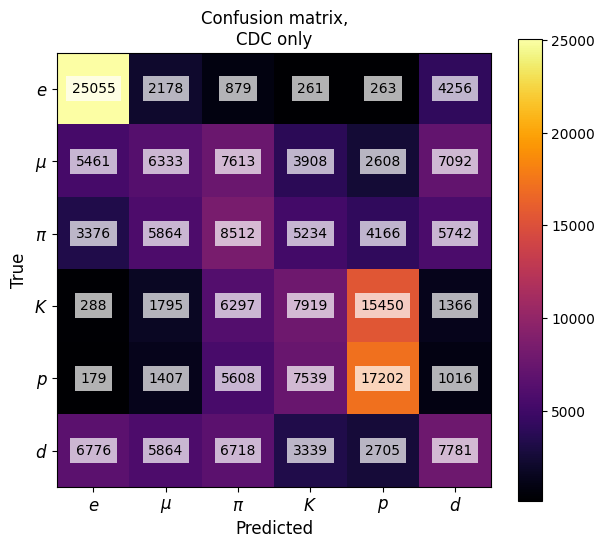 Confusion matrix,
CDC only
True
e 25055 2178 879 261 263 4256
μ 5461 6333 7613 3908 2608 7092
π 3376 5864 8512 5234 4166 5742
K 288 1795 6297 7919 15450 1366
p 179 1407 5608 7539 17202 1016
d 6776 5864 6718 3339 2705 7781
e μ π K p d
Predicted
25000
20000
15000
10000
5000